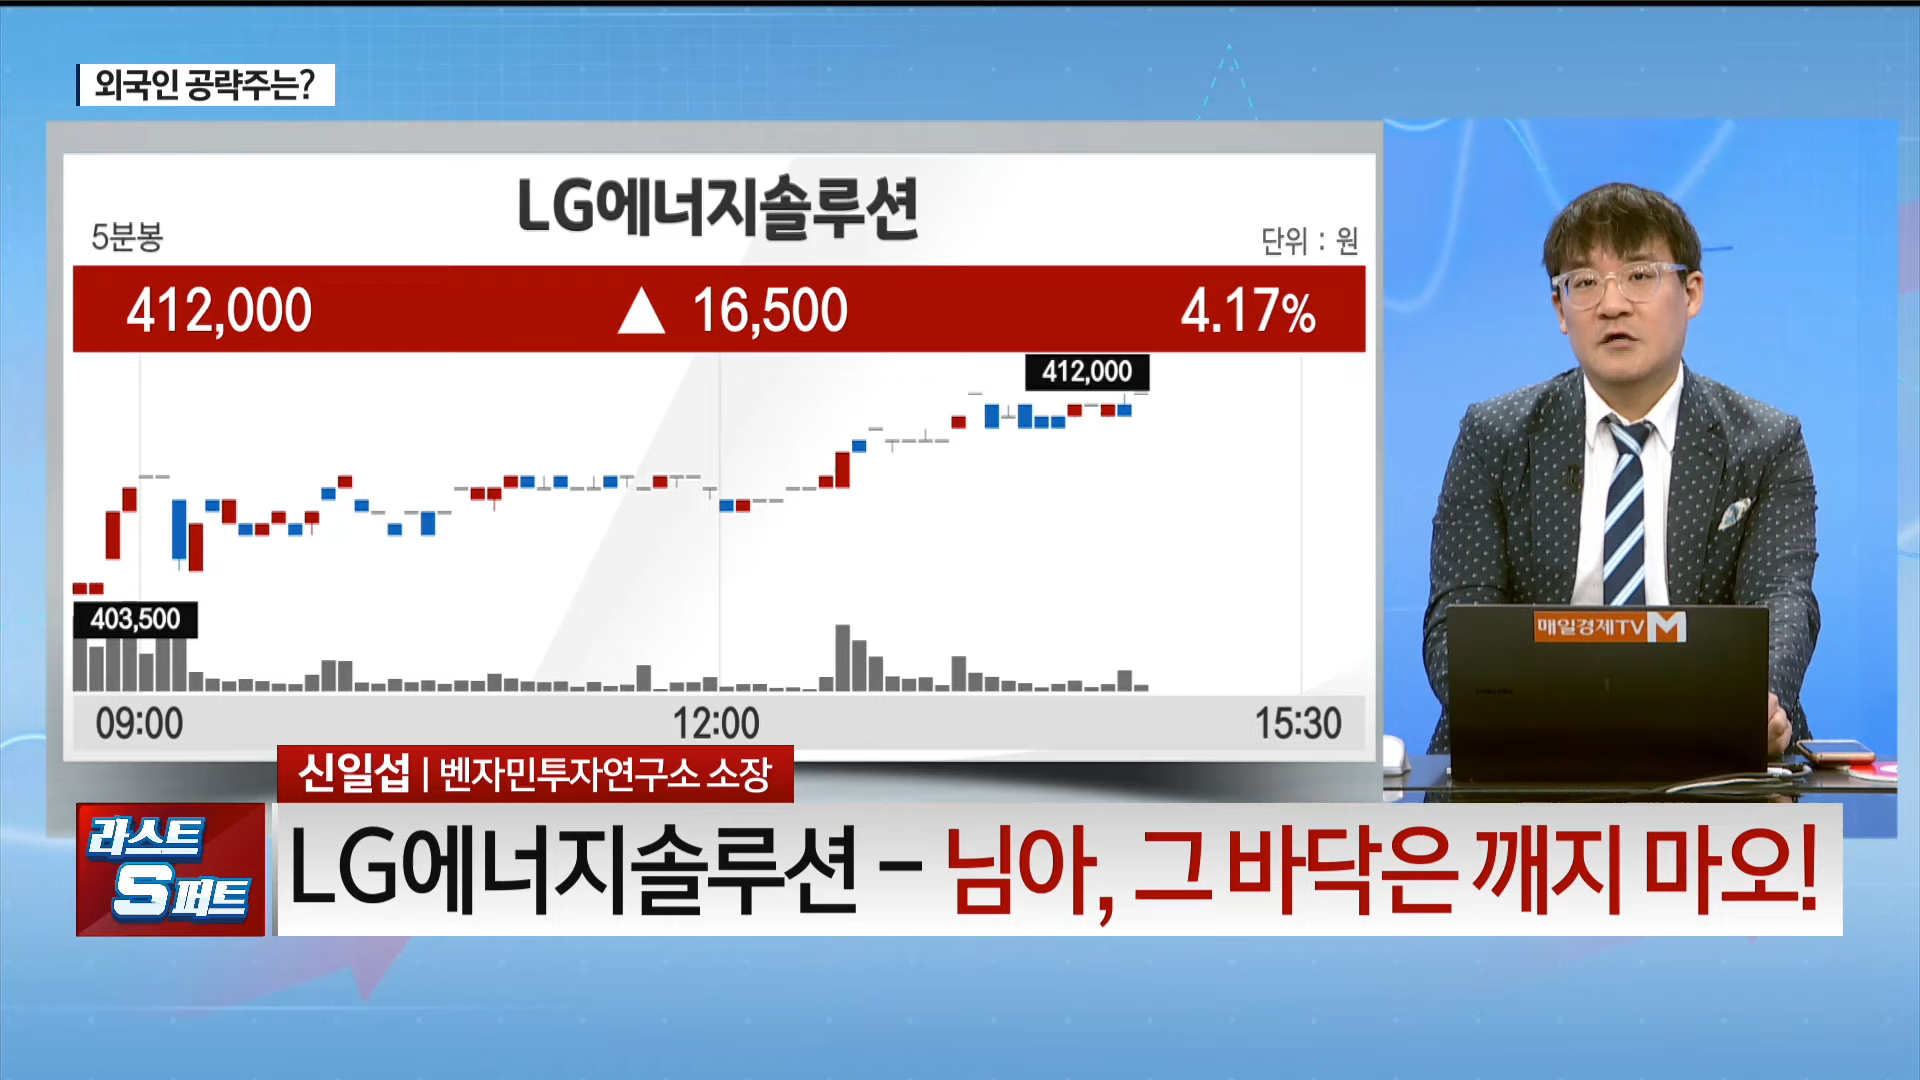 외국인 공략주는?
LG에너지솔루션
5분봉
단위 : 원
412,000 ▲ 16,500 4.17%
412,000
403,500
09:00 12:00 15:30
매일경제TV M
신일섭 | 벤자민투자연구소 소장
라스트
S퍼트
LG에너지솔루션 - 님아, 그 바닥은 깨지 마오!